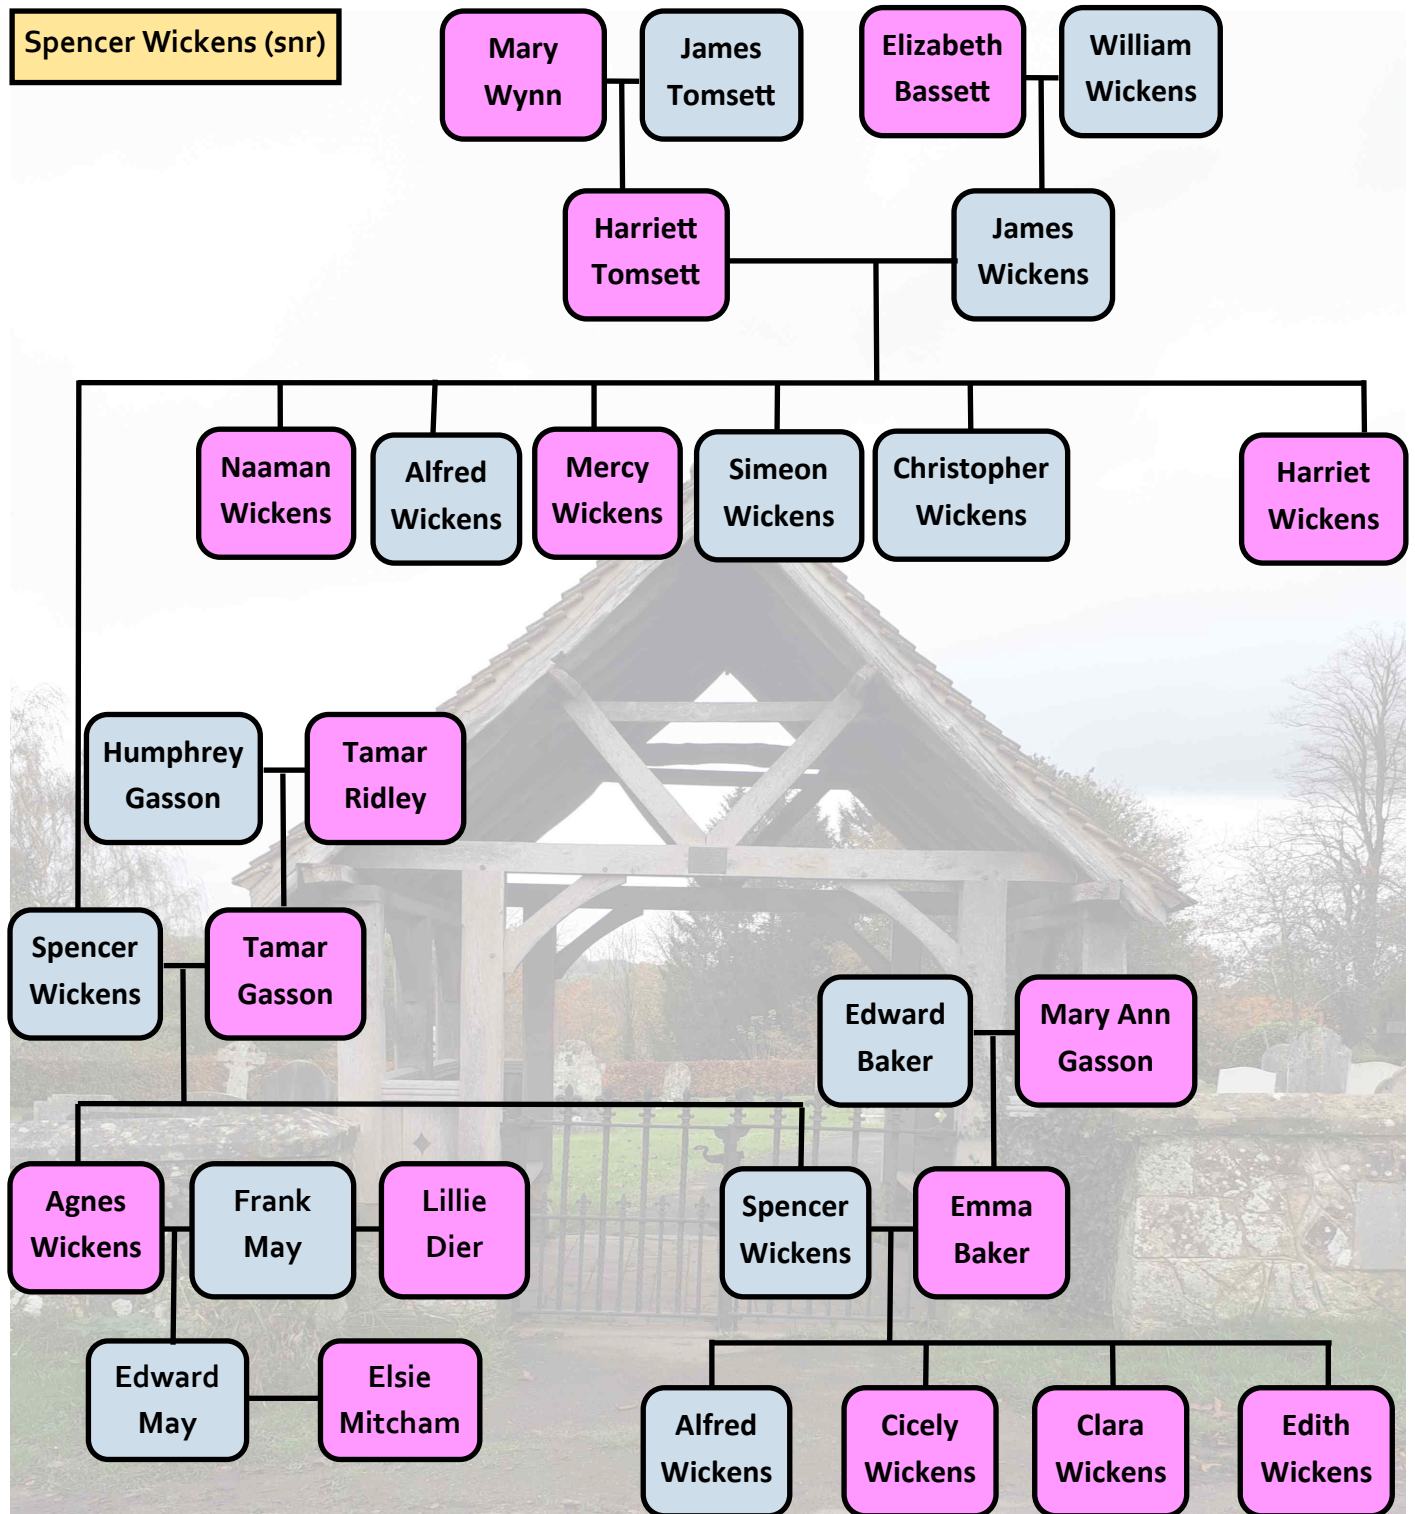 Spencer Wickens (snr)
Mary
Wynn
James
Tomsett
Elizabeth
Bassett
William
Wickens
Harriett
Tomsett
James
Wickens
Naaman
Wickens
Alfred
Wickens
Mercy
Wickens
Simeon
Wickens
Christopher
Wickens
Harriet
Wickens
Humphrey
Gasson
Tamar
Ridley
Spencer
Wickens
Tamar
Gasson
Edward
Baker
Mary Ann
Gasson
Agnes
Wickens
Frank
May
Lillie
Dier
Spencer
Wickens
Emma
Baker
Edward
May
Elsie
Mitcham
Alfred
Wickens
Cicely
Wickens
Clara
Wickens
Edith
Wickens